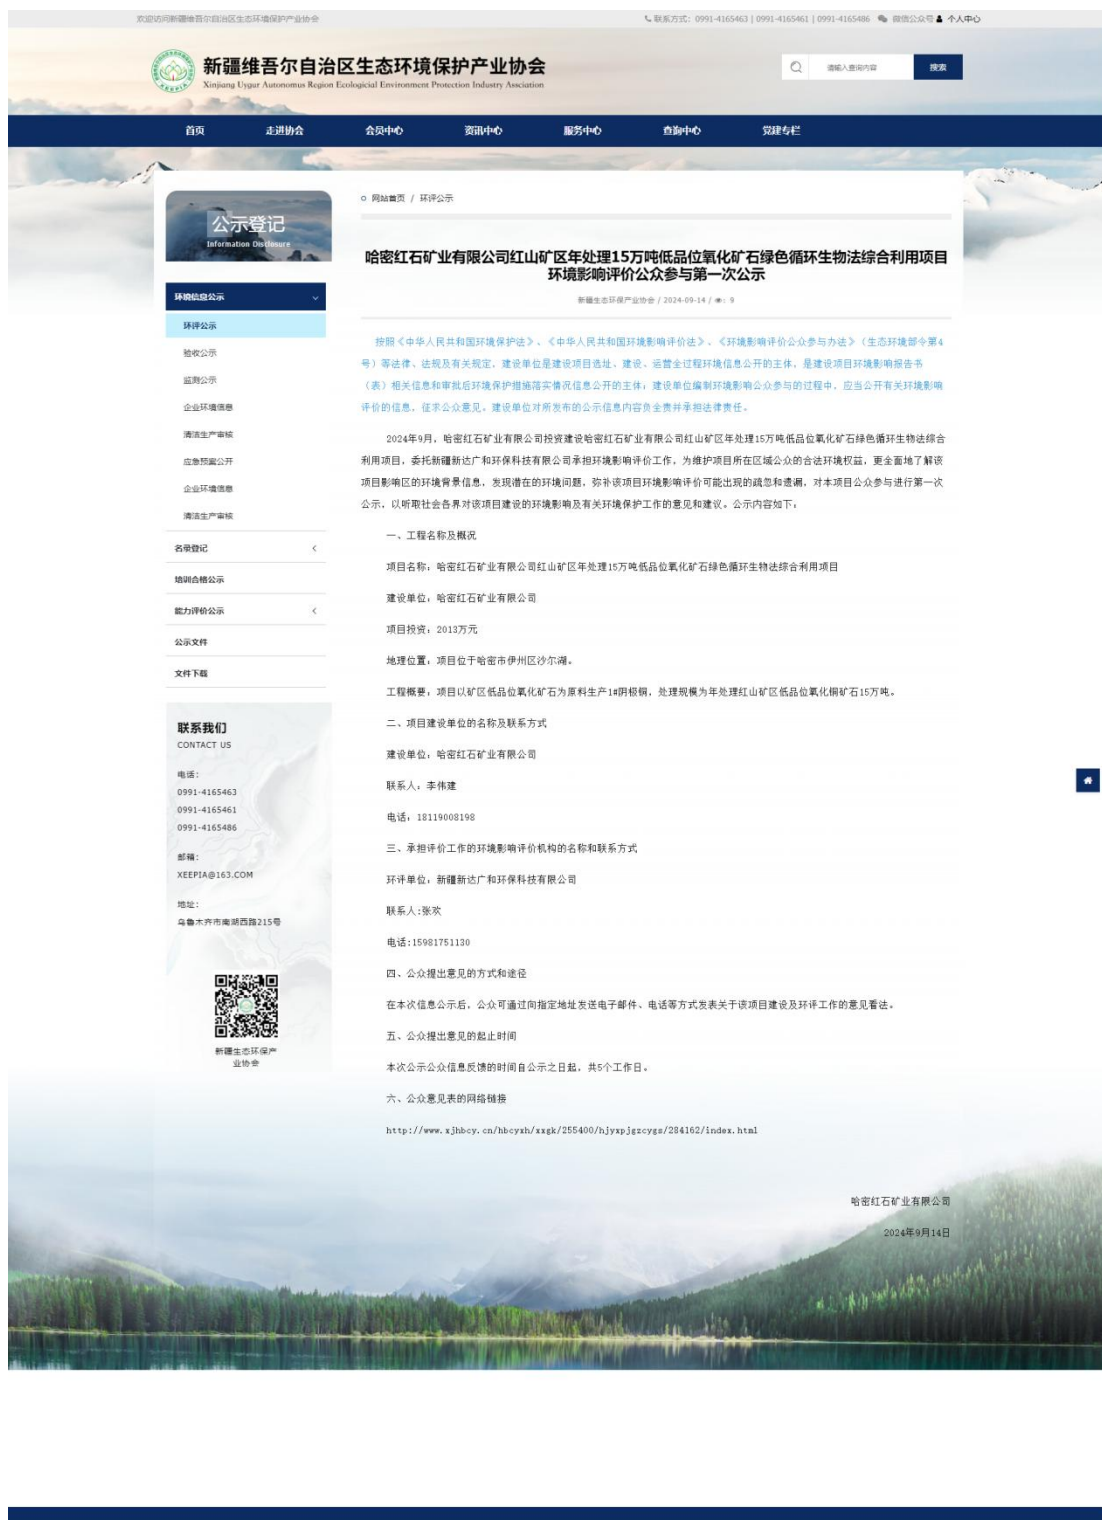 欢迎访问新疆维吾尔自治区生态环境保护产业协会
联系方式：0991-4165463 | 0991-4165461 | 0991-4165486 微信公众号 个人中心
新疆维吾尔自治区生态环境保护产业协会
Xinjiang Uygur Autonomus Region Ecologicial Environment Protection Industry Assciation
请输入查询内容
搜索
首页 走进协会 会员中心 资讯中心 服务中心 查询中心 党建专栏
公示登记
Information Disclosure
环境信息公示
环评公示
验收公示
监测公示
企业环境信息
清洁生产审核
应急预案公开
企业环境信息
清洁生产审核
名录登记
培训合格公示
能力评价公示
公示文件
文件下载
联系我们
CONTACT US
电话：
0991-4165463
0991-4165461
0991-4165486
邮箱：
XEEPIA@163.COM
地址：
乌鲁木齐市南湖西路215号
新疆生态环保产
业协会
网站首页 / 环评公示
哈密红石矿业有限公司红山矿区年处理15万吨低品位氧化矿石绿色循环生物法综合利用项目
环境影响评价公众参与第一次公示
新疆生态环保产业协会 / 2024-09-14 / ：9
按照《中华人民共和国环境保护法》、《中华人民共和国环境影响评价法》、《环境影响评价公众参与办法》（生态环境部令第4
号）等法律、法规及有关规定，建设单位是建设项目选址、建设、运营全过程环境信息公开的主体，是建设项目环境影响报告书
（表）相关信息和审批后环境保护措施落实情况信息公开的主体，建设单位编制环境影响公众参与的过程中，应当公开有关环境影响
评价的信息，征求公众意见。建设单位对所发布的公示信息内容负全责并承担法律责任。
2024年9月，哈密红石矿业有限公司投资建设哈密红石矿业有限公司红山矿区年处理15万吨低品位氧化矿石绿色循环生物法综合
利用项目，委托新疆新达广和环保科技有限公司承担环境影响评价工作，为维护项目所在区域公众的合法环境权益，更全面地了解该
项目影响区的环境背景信息，发现潜在的环境问题，弥补该项目环境影响评价可能出现的疏忽和遗漏，对本项目公众参与进行第一次
公示，以听取社会各界对该项目建设的环境影响及有关环境保护工作的意见和建议。公示内容如下：
一、工程名称及概况
项目名称：哈密红石矿业有限公司红山矿区年处理15万吨低品位氧化矿石绿色循环生物法综合利用项目
建设单位：哈密红石矿业有限公司
项目投资：2013万元
地理位置：项目位于哈密市伊州区沙尔湖。
工程概要：项目以矿区低品位氧化矿石为原料生产1#阴极铜，处理规模为年处理红山矿区低品位氧化铜矿石15万吨。
二、项目建设单位的名称及联系方式
建设单位：哈密红石矿业有限公司
联系人：李伟建
电话：18119008198
三、承担评价工作的环境影响评价机构的名称和联系方式
环评单位：新疆新达广和环保科技有限公司
联系人:张欢
电话:15981751130
四、公众提出意见的方式和途径
在本次信息公示后，公众可通过向指定地址发送电子邮件、电话等方式发表关于该项目建设及环评工作的意见看法。
五、公众提出意见的起止时间
本次公示公众信息反馈的时间自公示之日起，共5个工作日。
六、公众意见表的网络链接
http://www.xjhbcy.cn/hbcyxh/xxgk/255400/hjyxpjgzcygs/284162/index.html
哈密红石矿业有限公司
2024年9月14日